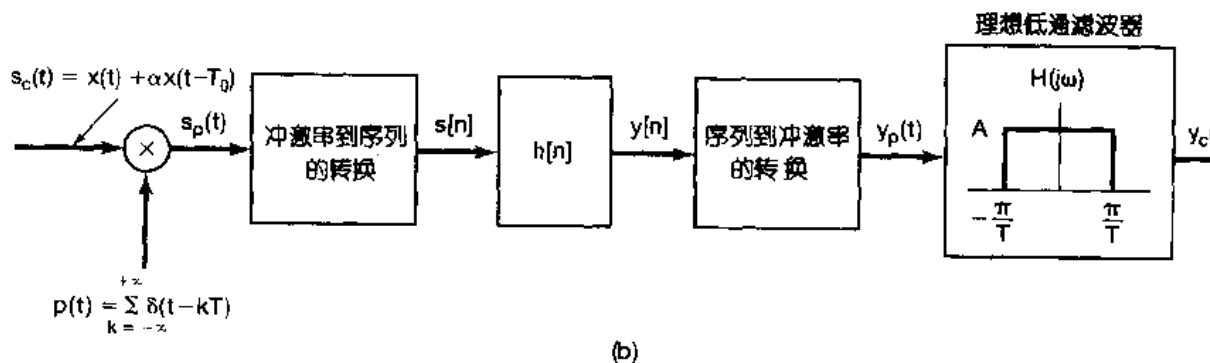 理想低通滤波器
s_c(t) = x(t) + αx(t−T_0)
s_p(t)
冲激串到序列
的转换
s[n]
h[n]
y[n]
序列到冲激串
的转换
y_p(t)
H(jω)
A
−π/T
π/T
y_c(
p(t) = Σ δ(t−kT)
+∞
k = −∞
(b)